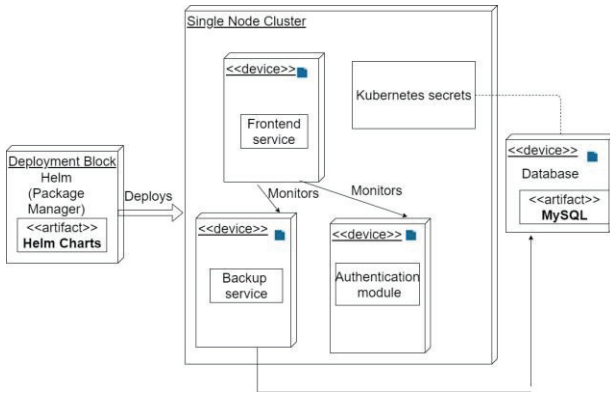 Single Node Cluster
<<device>>
Frontend
service
Kubernetes secrets
Deployment Block
Helm
(Package
Manager)
<<artifact>>
Helm Charts
Deploys
Monitors
Monitors
<<device>>
Database
<<artifact>>
MySQL
<<device>>
Backup
service
<<device>>
Authentication
module